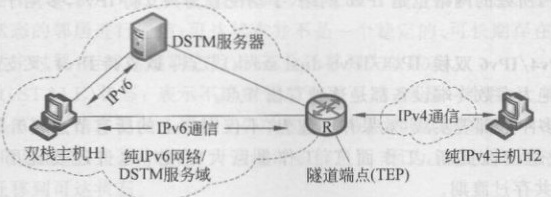 DSTM服务器
IPv6
IPv6通信
R
IPv4通信
双栈主机H1
纯IPv6网络/
DSTM服务域
隧道端点(TEP)
纯IPv4主机H2